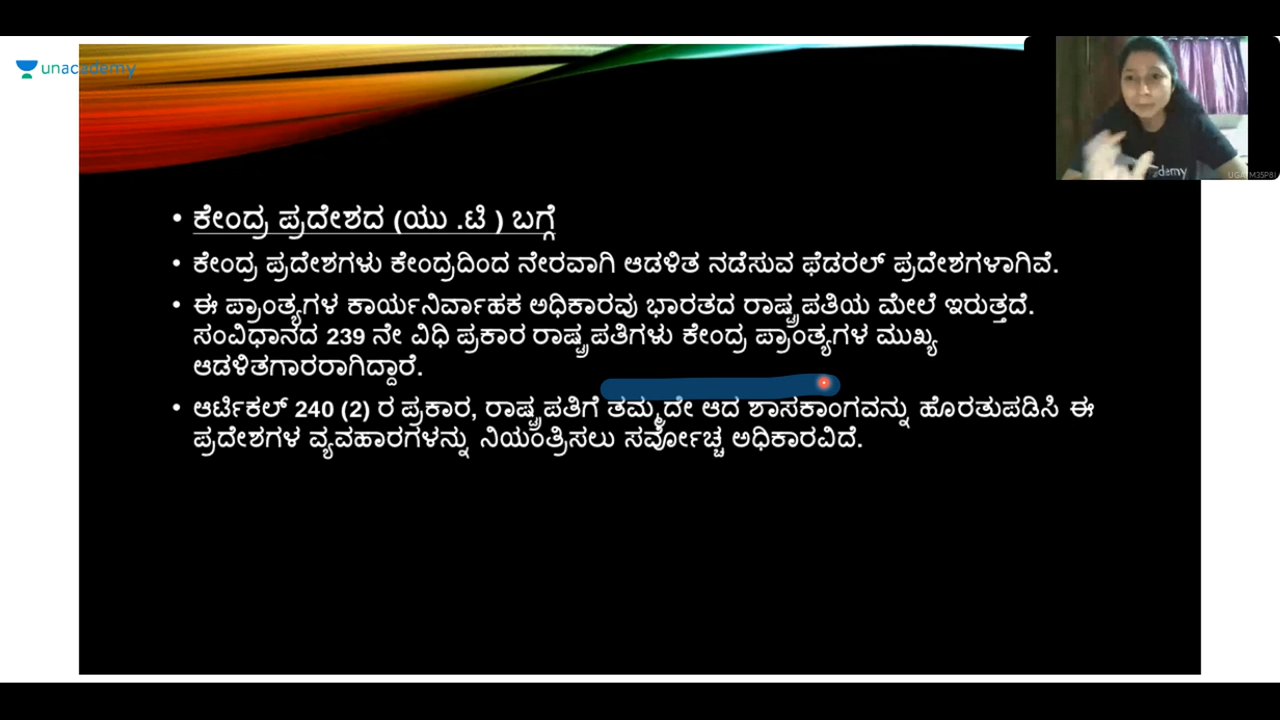 unacademy
• ಕೇಂದ್ರ ಪ್ರದೇಶದ (ಯು .ಟಿ ) ಬಗ್ಗೆ
• ಕೇಂದ್ರ ಪ್ರದೇಶಗಳು ಕೇಂದ್ರದಿಂದ ನೇರವಾಗಿ ಆಡಳಿತ ನಡೆಸುವ ಫೆಡರಲ್ ಪ್ರದೇಶಗಳಾಗಿವೆ.
• ಈ ಪ್ರಾಂತ್ಯಗಳ ಕಾರ್ಯನಿರ್ವಾಹಕ ಅಧಿಕಾರವು ಭಾರತದ ರಾಷ್ಟ್ರಪತಿಯ ಮೇಲೆ ಇರುತ್ತದೆ.
ಸಂವಿಧಾನದ 239 ನೇ ವಿಧಿ ಪ್ರಕಾರ ರಾಷ್ಟ್ರಪತಿಗಳು ಕೇಂದ್ರ ಪ್ರಾಂತ್ಯಗಳ ಮುಖ್ಯ
ಆಡಳಿತಗಾರರಾಗಿದ್ದಾರೆ.
• ಆರ್ಟಿಕಲ್ 240 (2) ರ ಪ್ರಕಾರ, ರಾಷ್ಟ್ರಪತಿಗೆ ತಮ್ಮದೇ ಆದ ಶಾಸಕಾಂಗವನ್ನು ಹೊರತುಪಡಿಸಿ ಈ
ಪ್ರದೇಶಗಳ ವ್ಯವಹಾರಗಳನ್ನು ನಿಯಂತ್ರಿಸಲು ಸರ್ವೋಚ್ಚ ಅಧಿಕಾರವಿದೆ.